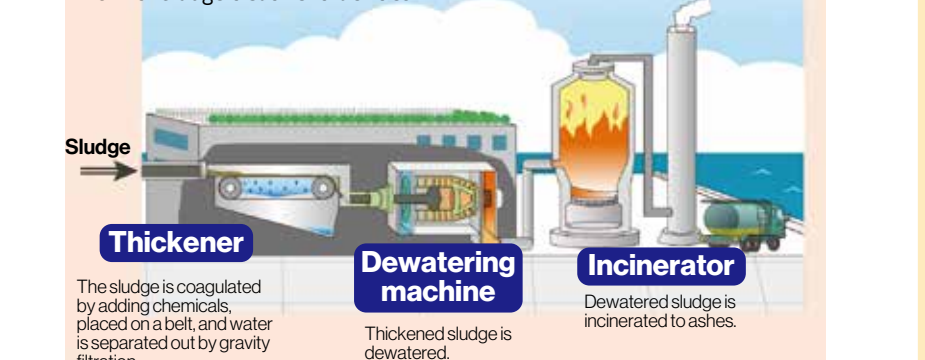 Sludge
Thickener
The sludge is coagulated
by adding chemicals,
placed on a belt, and water
is separated out by gravity
filtration.
Dewatering
machine
Thickened sludge is
dewatered.
Incinerator
Dewatered sludge is
incinerated to ashes.